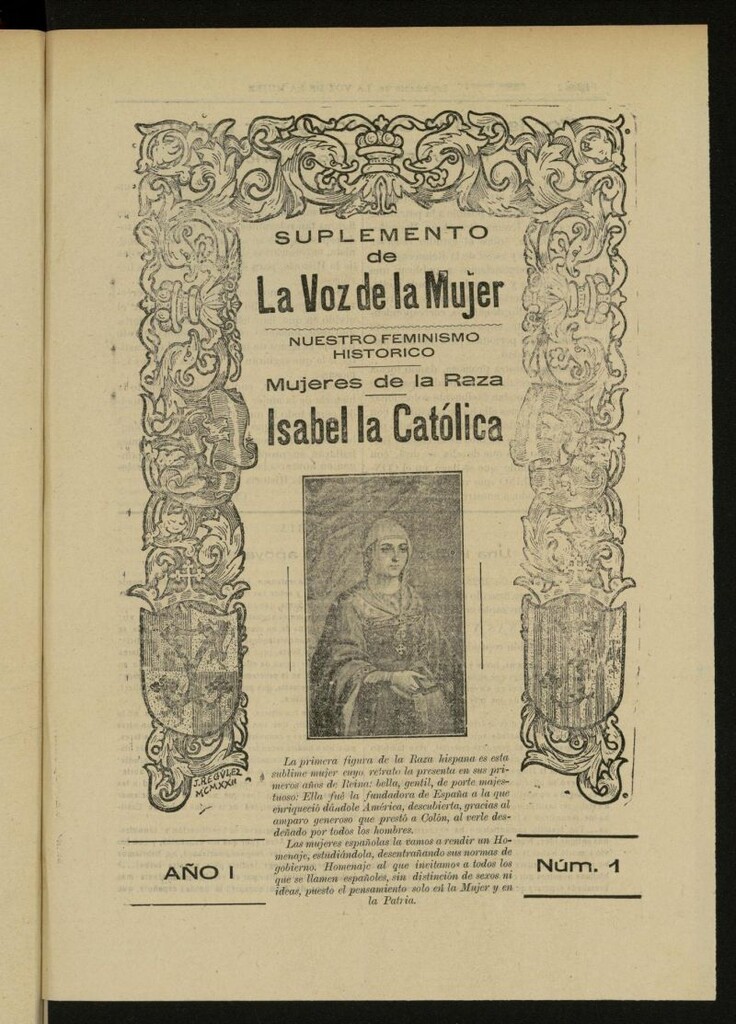 SUPLEMENTO
de
La Voz de la Mujer
NUESTRO FEMINISMO
HISTORICO
Mujeres de la Raza
Isabel la Católica
La primera figura de la Raza hispana es esta
sublime mujer cuyo retrato la presenta en sus pri-
meros años de Reina: bella, gentil, de porte majes-
tuoso: Ella fué la fundadora de España a la que
enriqueció dándole América, descubierta, gracias al
amparo generoso que prestó a Colón, al verle des-
deñado por todos los hombres.
Las mujeres españolas la vamos a rendir un Ho-
menaje, estudiándola, desentrañando sus normas de
gobierno. Homenaje al que invitamos a todos los
que se llamen españoles, sin distinción de sexos ni
ideas, puesto el pensamiento solo en la Mujer y en
la Patria.
J. REGVLEZ
MCMXXII
AÑO I
Núm. 1